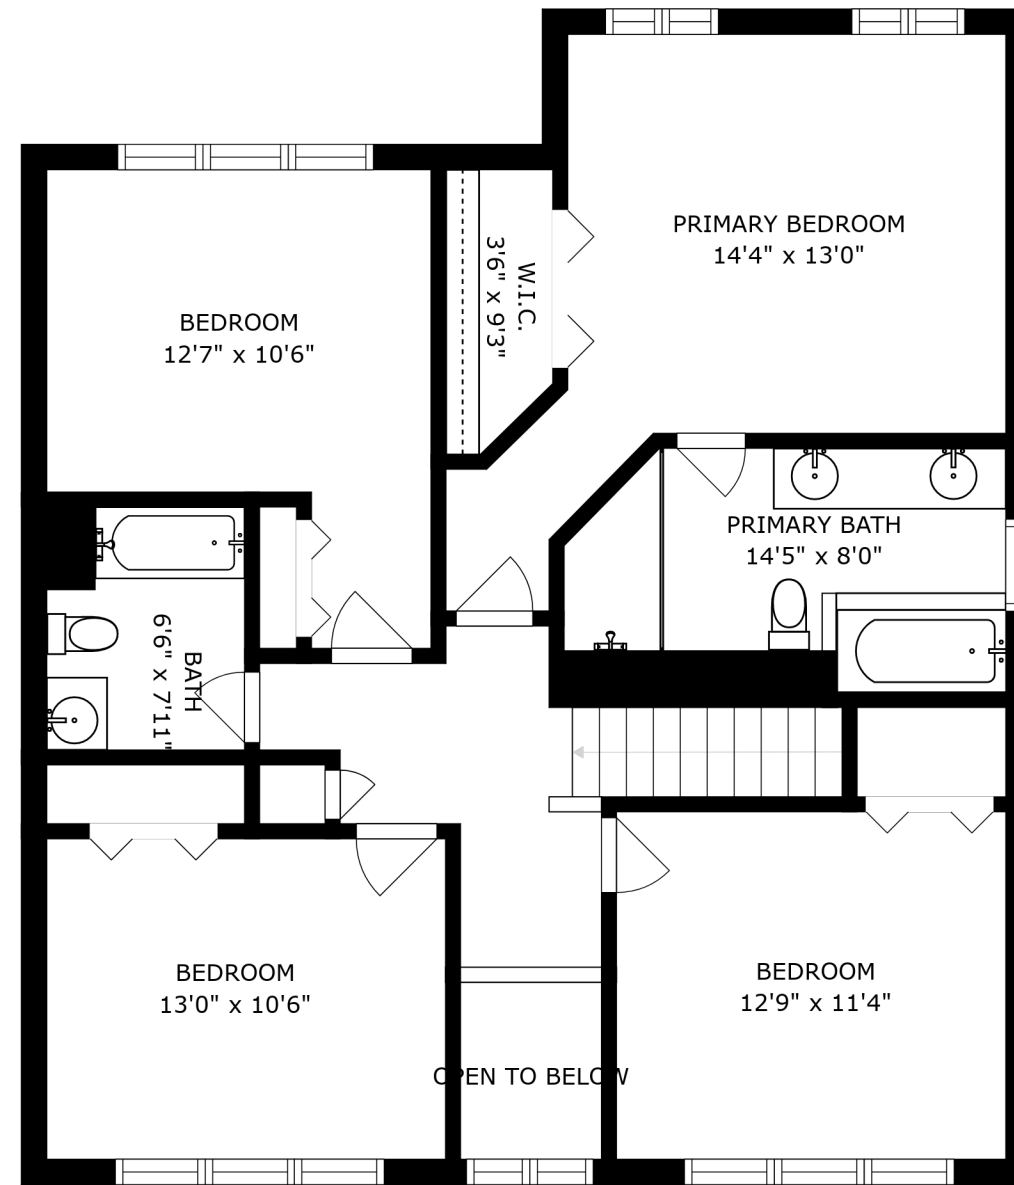 PRIMARY BEDROOM
14'4" x 13'0"
W.I.C.
3'6" x 9'3"
BEDROOM
12'7" x 10'6"
PRIMARY BATH
14'5" x 8'0"
BATH
6'6" x 7'11"
BEDROOM
13'0" x 10'6"
BEDROOM
12'9" x 11'4"
OPEN TO BELOW